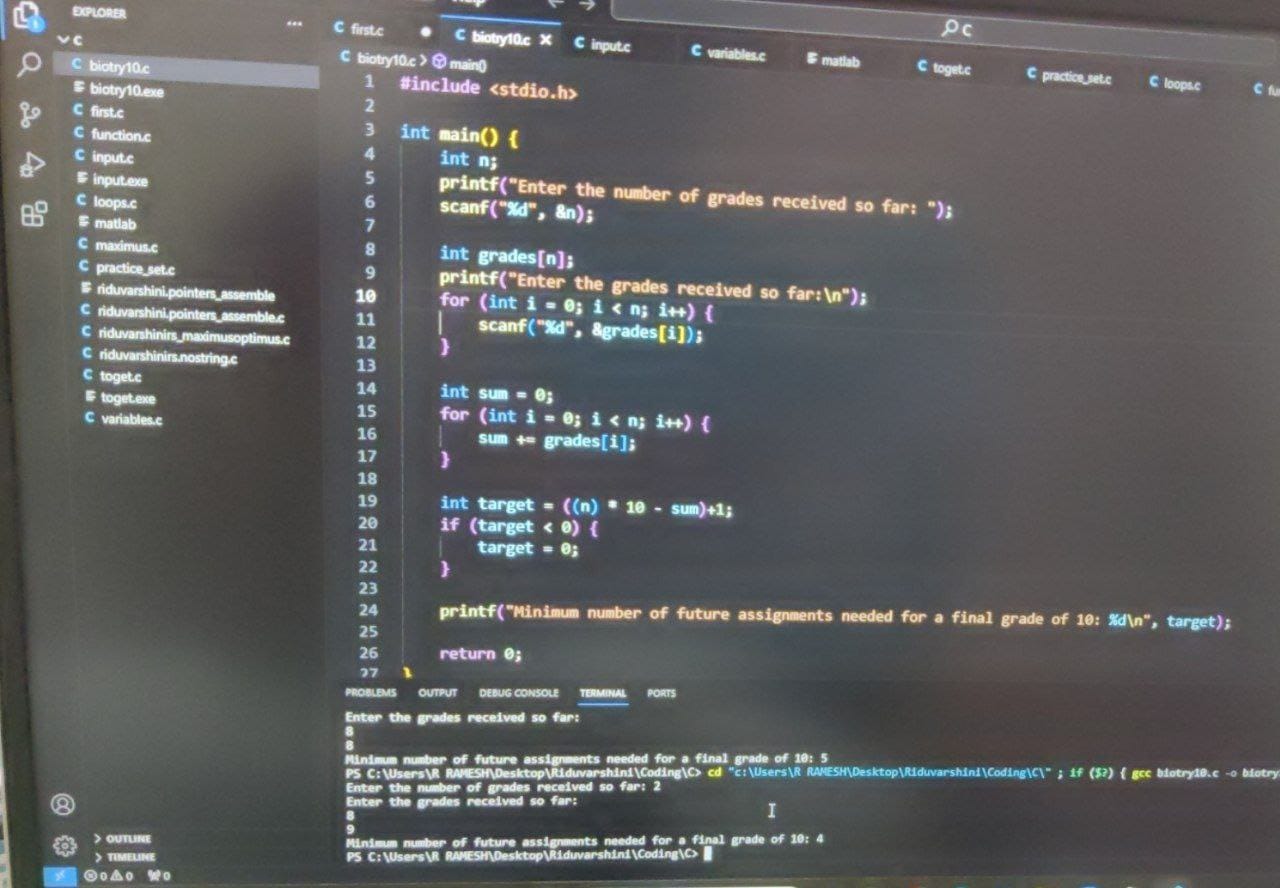 EXPLORER
C
biotry10.c
biotry10.exe
first.c
function.c
input.c
input.exe
loops.c
matlab
maximus.c
practice_set.c
riduvarshini.pointers_assemble
riduvarshini.pointers_assemble.c
riduvarshinirs_maximusoptimus.c
riduvarshinirs.nostring.c
toget.c
toget.exe
variables.c
OUTLINE
TIMELINE
0 0 0
C
first.c biotry10.c input.c variables.c matlab toget.c practice_set.c loops.c
biotry10.c > main()
1 #include <stdio.h>
2
3 int main() {
4 int n;
5 printf("Enter the number of grades received so far: ");
6 scanf("%d", &n);
7
8 int grades[n];
9 printf("Enter the grades received so far:\n");
10 for (int i = 0; i < n; i++) {
11 scanf("%d", &grades[i]);
12 }
13
14 int sum = 0;
15 for (int i = 0; i < n; i++) {
16 sum += grades[i];
17 }
18
19 int target = ((n) * 10 - sum)+1;
20 if (target < 0) {
21 target = 0;
22 }
23
24 printf("Minimum number of future assignments needed for a final grade of 10: %d\n", target);
25
26 return 0;
27 }
PROBLEMS OUTPUT DEBUG CONSOLE TERMINAL PORTS
Enter the grades received so far:
8
8
Minimum number of future assignments needed for a final grade of 10: 5
PS C:\Users\R RAMESH\Desktop\Riduvarshini\Coding\C> cd "c:\Users\R RAMESH\Desktop\Riduvarshini\Coding\C\" ; if ($?) { gcc biotry10.c -o biotry
Enter the number of grades received so far: 2
Enter the grades received so far:
8
9
Minimum number of future assignments needed for a final grade of 10: 4
PS C:\Users\R RAMESH\Desktop\Riduvarshini\Coding\C>